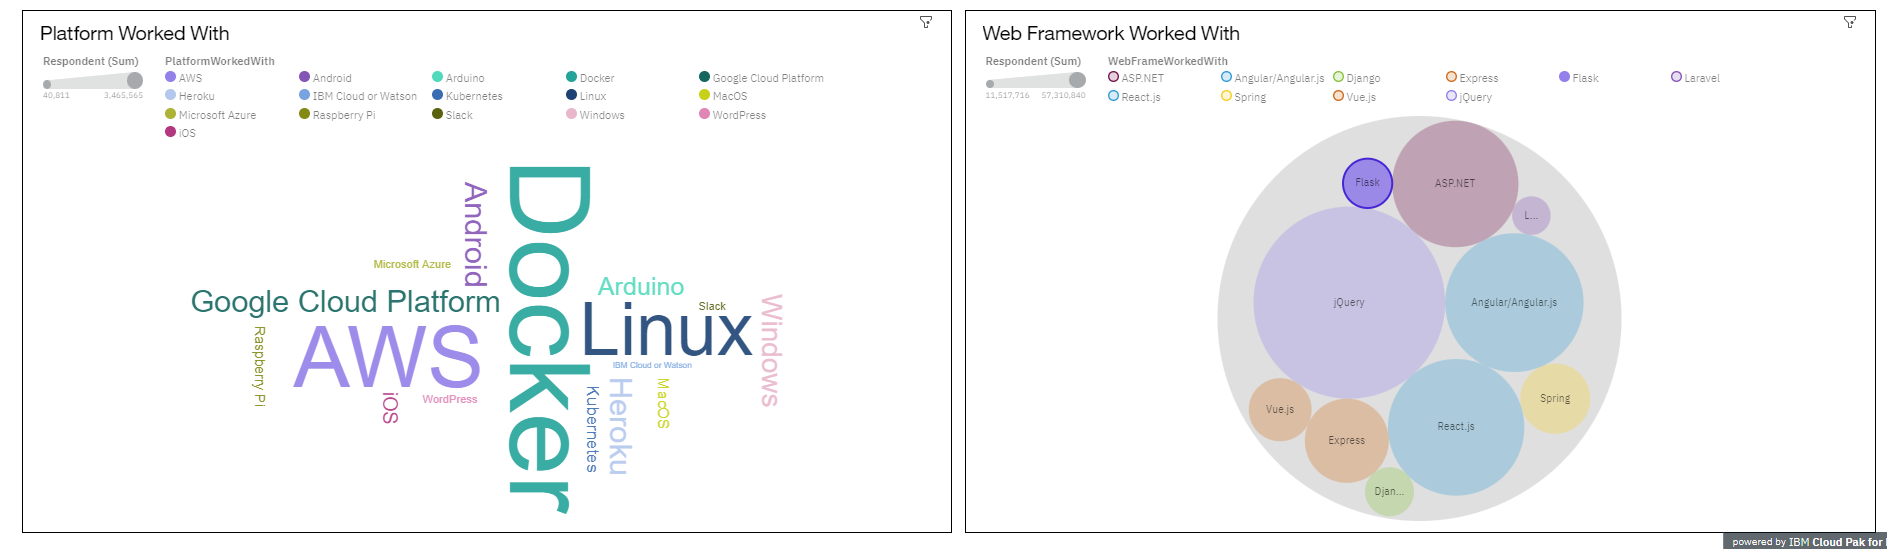 Platform Worked With
Respondent (Sum)
40,811 3,465,565
PlatformWorkedWith
AWS Android Arduino Docker Google Cloud Platform
Heroku IBM Cloud or Watson Kubernetes Linux MacOS
Microsoft Azure Raspberry Pi Slack Windows WordPress
iOS
Docker
Android
Microsoft Azure
Google Cloud Platform
Arduino
Slack
Linux
Windows
Raspberry Pi
AWS
IBM Cloud or Watson
iOS
WordPress
Kubernetes
Heroku
MacOS
Web Framework Worked With
Respondent (Sum)
11,517,716 57,310,840
WebFrameWorkedWith
ASP.NET Angular/Angular.js Django Express Flask Laravel
React.js Spring Vue.js jQuery
Flask
ASP.NET
L...
jQuery
Angular/Angular.js
Spring
Vue.js
React.js
Express
Djan...
powered by IBM Cloud Pak for